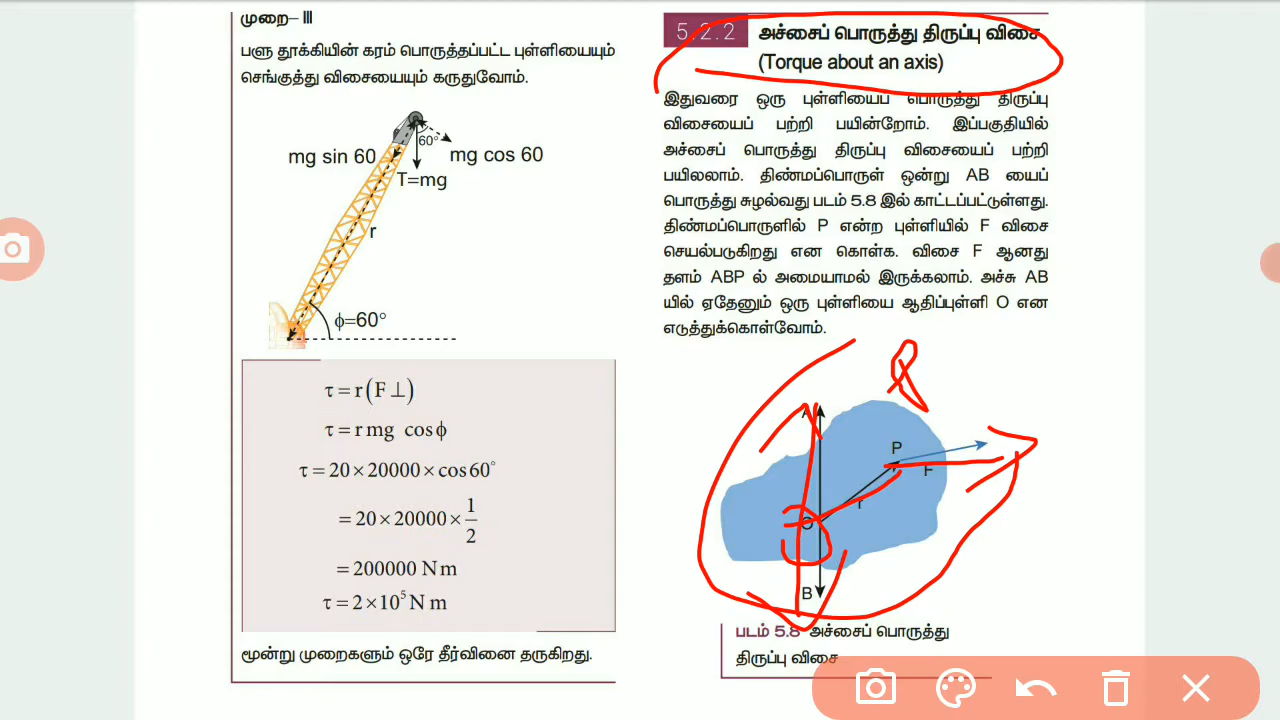 முறை– III
பளு தூக்கியின் கரம் பொருத்தப்பட்ட புள்ளியையும்
செங்குத்து விசையையும் கருதுவோம்.
60°
mg sin 60
mg cos 60
T=mg
r
ϕ=60°
τ = r(F⊥)
τ = r mg cosϕ
τ = 20 × 20000 × cos 60°
= 20 × 20000 × 1/2
= 200000 N m
τ = 2 × 10⁵ N m
மூன்று முறைகளும் ஒரே தீர்வினை தருகிறது.
5.2.2 அச்சைப் பொருத்து திருப்பு விசை
(Torque about an axis)
இதுவரை ஒரு புள்ளியைப் பொருத்து திருப்பு
விசையைப் பற்றி பயின்றோம். இப்பகுதியில்
அச்சைப் பொருத்து திருப்பு விசையைப் பற்றி
பயிலலாம். திண்மப்பொருள் ஒன்று AB யைப்
பொருத்து சுழல்வது படம் 5.8 இல் காட்டப்பட்டுள்ளது.
திண்மப்பொருளில் P என்ற புள்ளியில் F விசை
செயல்படுகிறது என கொள்க. விசை F ஆனது
தளம் ABP ல் அமையாமல் இருக்கலாம். அச்சு AB
யில் ஏதேனும் ஒரு புள்ளியை ஆதிப்புள்ளி O என
எடுத்துக்கொள்வோம்.
A
P
F
r
O
B
படம் 5.8 அச்சைப் பொருத்து
திருப்பு விசை